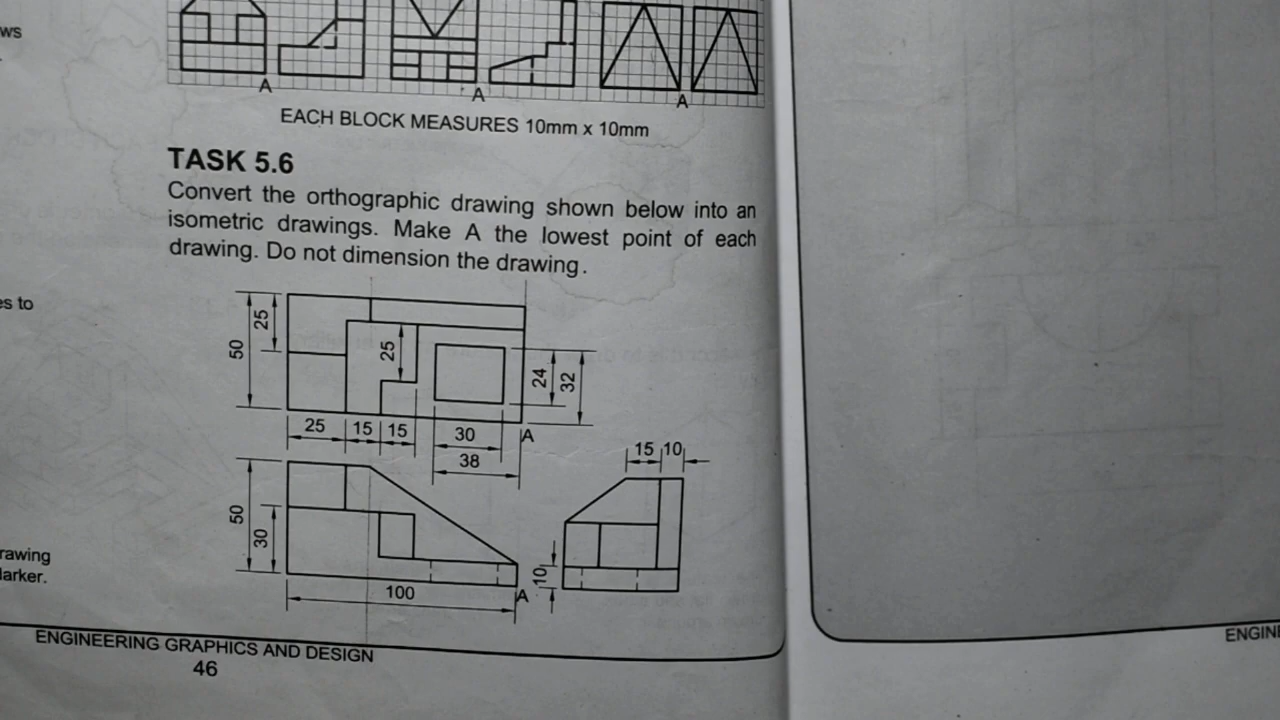 ws
A
A
A
EACH BLOCK MEASURES 10mm x 10mm
TASK 5.6
Convert the orthographic drawing shown below into an
isometric drawings. Make A the lowest point of each
drawing. Do not dimension the drawing.
es to
25
50
25
24
32
25
15
15
30
A
38
15
10
50
30
10
100
A
rawing
larker.
ENGINEERING GRAPHICS AND DESIGN
46
ENGINE